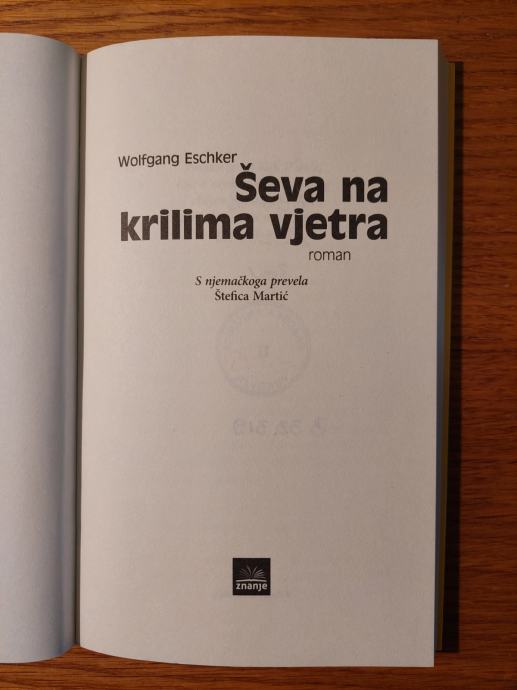 Wolfgang Eschker
Ševa na
krilima vjetra
roman
S njemačkoga prevela
Štefica Martić
znanje